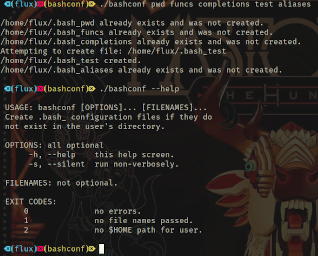 (flux) (bashconf) ./bashconf pwd funcs completions test aliases
/home/flux/.bash_pwd already exists and was not created.
/home/flux/.bash_funcs already exists and was not created.
/home/flux/.bash_completions already exists and was not created.
Attempting to create file: /home/flux/.bash_test
/home/flux/.bash_test created.
/home/flux/.bash_aliases already exists and was not created.
(flux) (bashconf) ./bashconf --help
USAGE: bashconf [OPTIONS]... [FILENAMES]...
Create .bash_ configuration files if they do
not exist in the user's directory.
OPTIONS: all optional
-h, --help this help screen.
-s, --silent run non-verbosely.
FILENAMES: not optional.
EXIT CODES:
0 no errors.
1 no file names passed.
2 no $HOME path for user.
(flux) (bashconf)